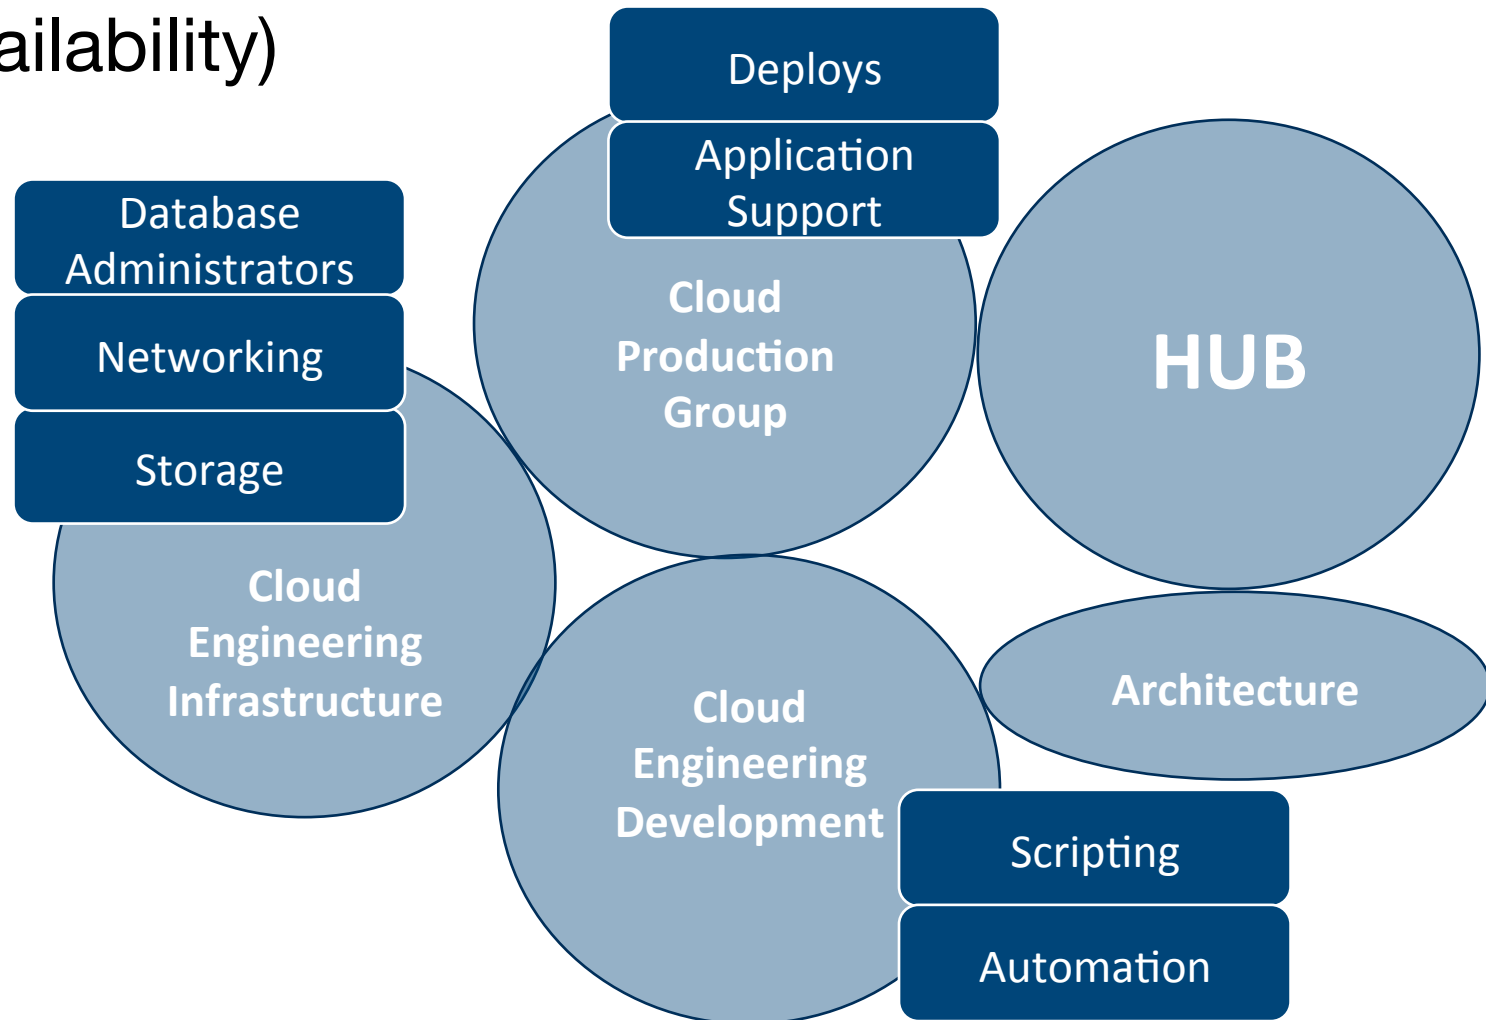 ailability)
Deploys
Application
Support
Database
Administrators
Networking
Storage
Cloud
Production
Group
HUB
Cloud
Engineering
Infrastructure
Cloud
Engineering
Development
Architecture
Scripting
Automation